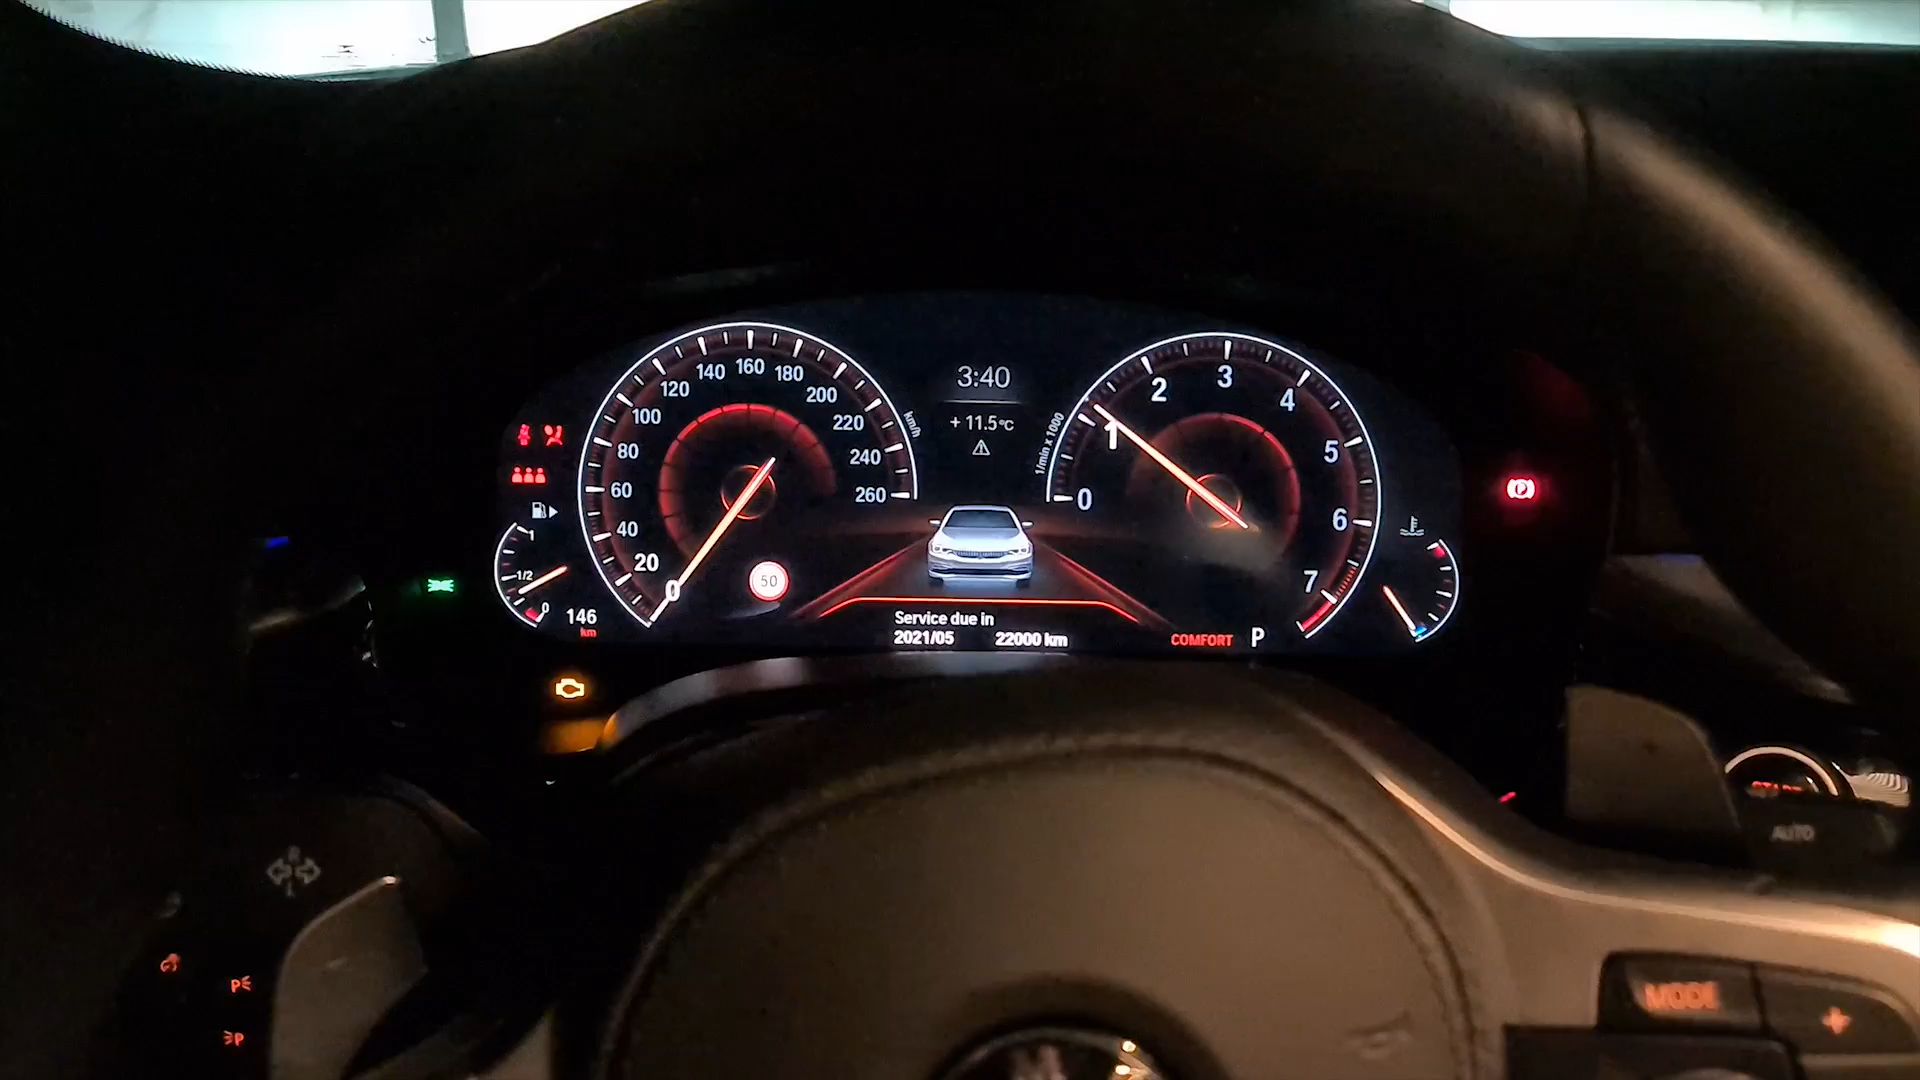 3:40
+ 11.5°C
0
20
40
60
80
100
120
140
160
180
200
220
240
260
km/h
50
1/min x 1000
0
1
2
3
4
5
6
7
1
1/2
0
146
km
Service due in
2021/05 22000 km
COMFORT P
P
START
AUTO
P
P
MODE
+